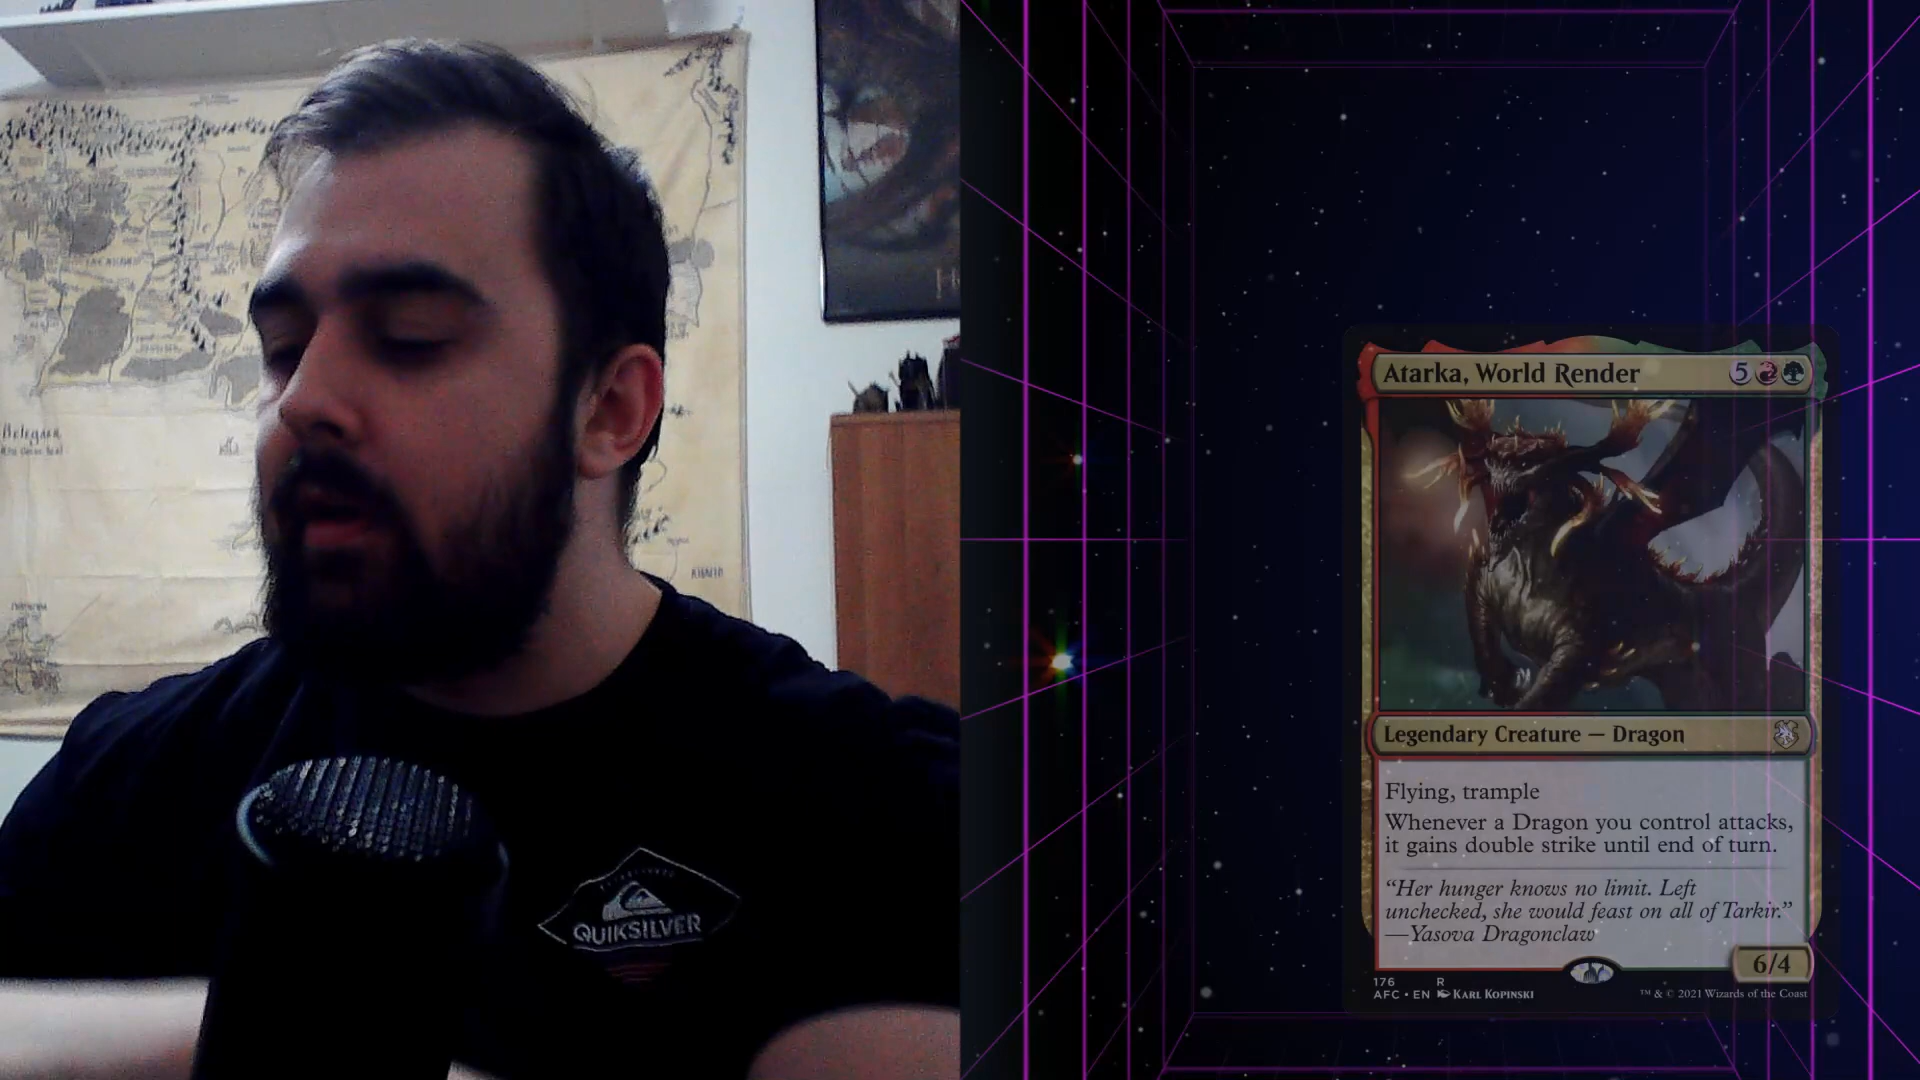 Belegaer
QUIKSILVER
Atarka, World Render
5
Legendary Creature — Dragon
Flying, trample
Whenever a Dragon you control attacks,
it gains double strike until end of turn.
“Her hunger knows no limit. Left
unchecked, she would feast on all of Tarkir.”
—Yasova Dragonclaw
6/4
176 R
AFC • EN KARL KOPINSKI
™ & © 2021 Wizards of the Coast